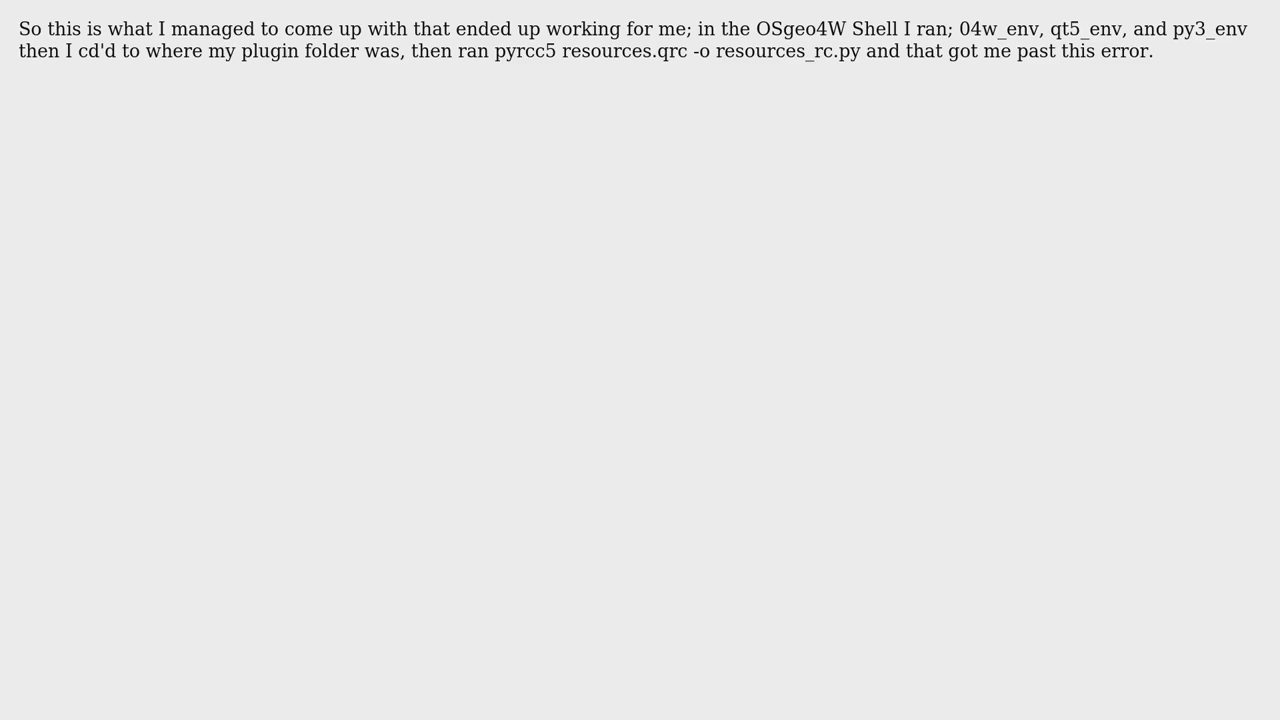 So this is what I managed to come up with that ended up working for me; in the OSgeo4W Shell I ran; 04w_env, qt5_env, and py3_env
then I cd'd to where my plugin folder was, then ran pyrcc5 resources.qrc -o resources_rc.py and that got me past this error.